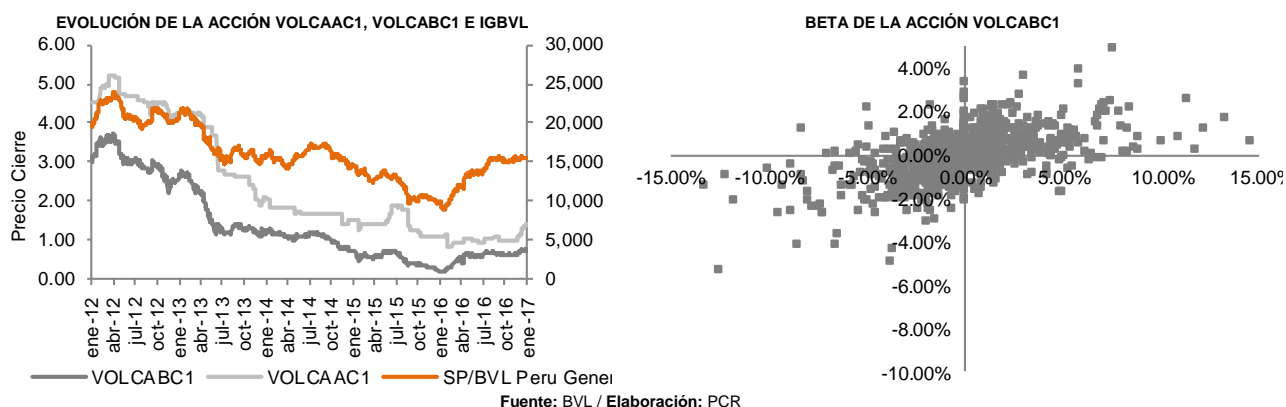 EVOLUCIÓN DE LA ACCIÓN VOLCAAC1, VOLCABC1 E IGBVL
6.00
5.00
4.00
3.00
2.00
1.00
0.00
Precio Cierre
30,000
25,000
20,000
15,000
10,000
5,000
0
ene-12
abr-12
jul-12
oct-12
ene-13
abr-13
jul-13
oct-13
ene-14
abr-14
jul-14
oct-14
ene-15
abr-15
jul-15
oct-15
ene-16
abr-16
jul-16
oct-16
ene-17
VOLCABC1
VOLCAAC1
SP/BVL Peru Gener
BETA DE LA ACCIÓN VOLCABC1
4.00%
2.00%
0.00%
-2.00%
-4.00%
-6.00%
-8.00%
-10.00%
-15.00%
-10.00%
-5.00%
0.00%
5.00%
10.00%
15.00%
Fuente: BVL / Elaboración: PCR